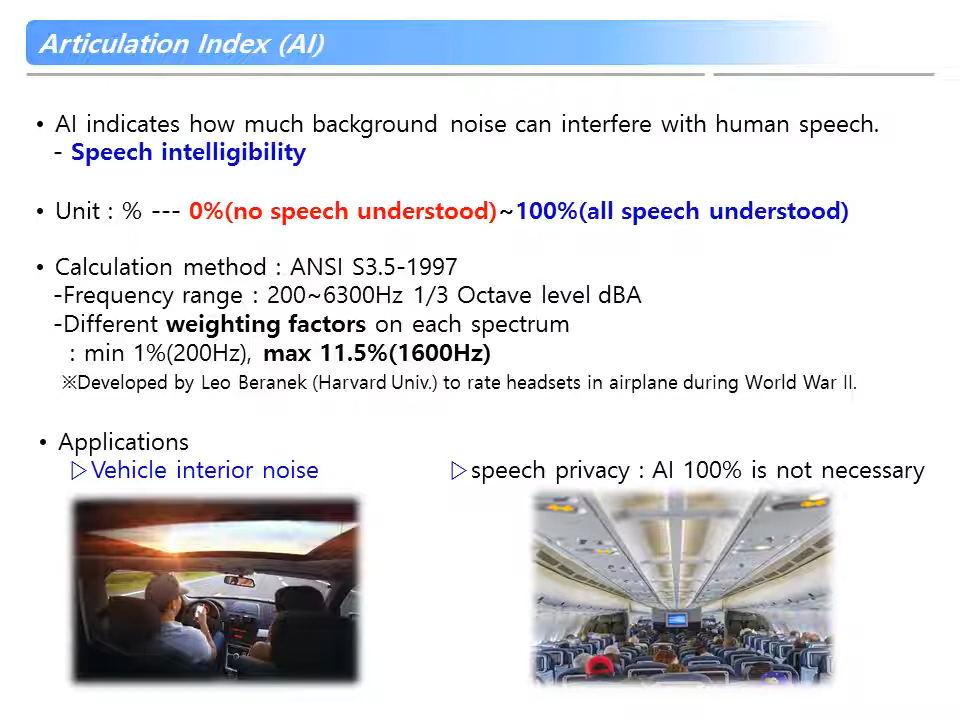 Articulation Index (AI)
• AI indicates how much background noise can interfere with human speech.
- Speech intelligibility
• Unit : % --- 0%(no speech understood)~100%(all speech understood)
• Calculation method : ANSI S3.5-1997
-Frequency range : 200~6300Hz 1/3 Octave level dBA
-Different weighting factors on each spectrum
: min 1%(200Hz), max 11.5%(1600Hz)
※Developed by Leo Beranek (Harvard Univ.) to rate headsets in airplane during World War II.
• Applications
▷Vehicle interior noise
▷speech privacy : AI 100% is not necessary